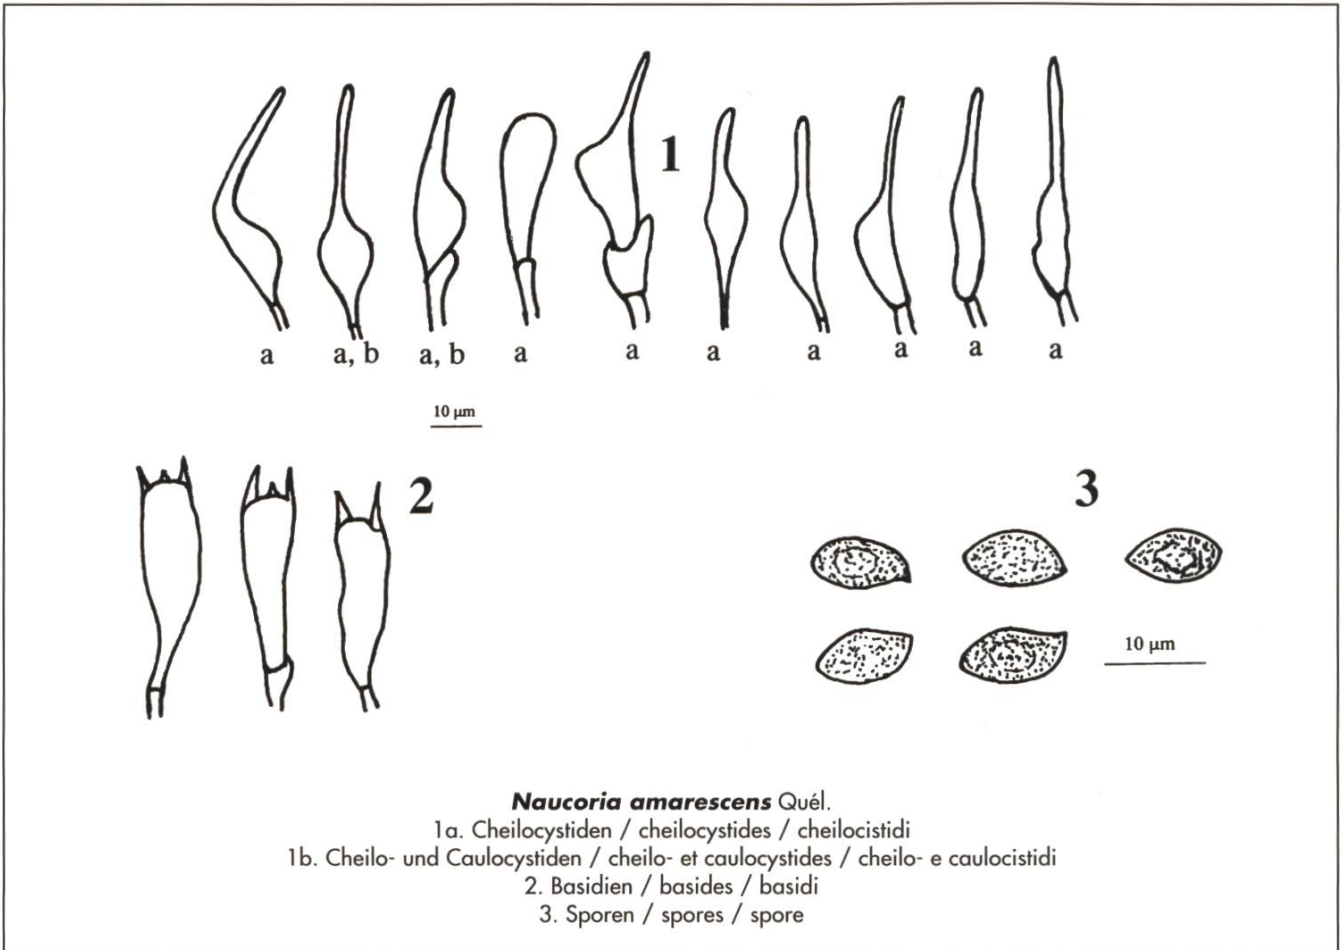 1
a a, b a, b a a a a a a a
10 µm
2
3
10 µm
Naucoria amarescens Quél.
1a. Cheilocystiden / cheilocystides / cheilocistidi
1b. Cheilo- und Caulocystiden / cheilo- et caulocystides / cheilo- e caulocistidi
2. Basidien / basides / basidi
3. Sporen / spores / spore